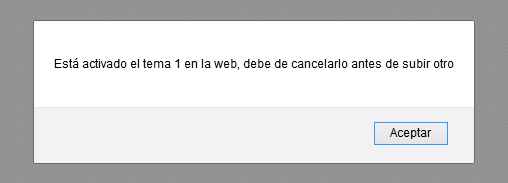 Está activado el tema 1 en la web, debe de cancelarlo antes de subir otro
Aceptar